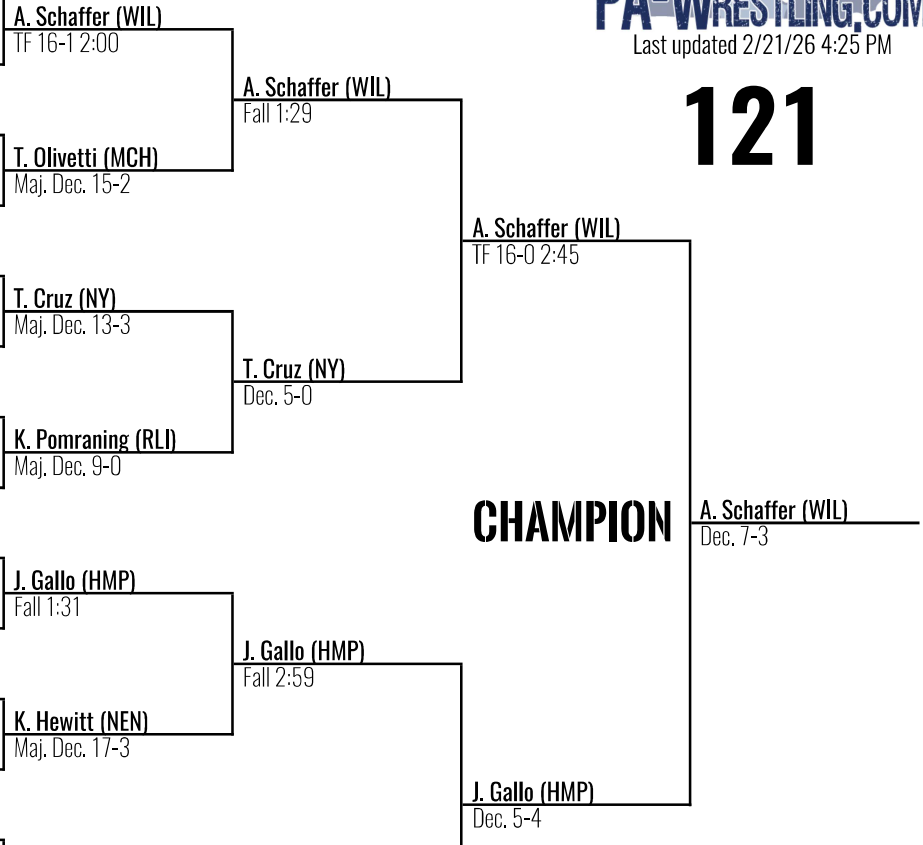 PA-WRESTLING.COM
Last updated 2/21/26 4:25 PM
121
A. Schaffer (WIL)
TF 16-1 2:00
A. Schaffer (WIL)
Fall 1:29
T. Olivetti (MCH)
Maj. Dec. 15-2
A. Schaffer (WIL)
TF 16-0 2:45
T. Cruz (NY)
Maj. Dec. 13-3
T. Cruz (NY)
Dec. 5-0
K. Pomraning (RLI)
Maj. Dec. 9-0
CHAMPION
A. Schaffer (WIL)
Dec. 7-3
J. Gallo (HMP)
Fall 1:31
J. Gallo (HMP)
Fall 2:59
K. Hewitt (NEN)
Maj. Dec. 17-3
J. Gallo (HMP)
Dec. 5-4